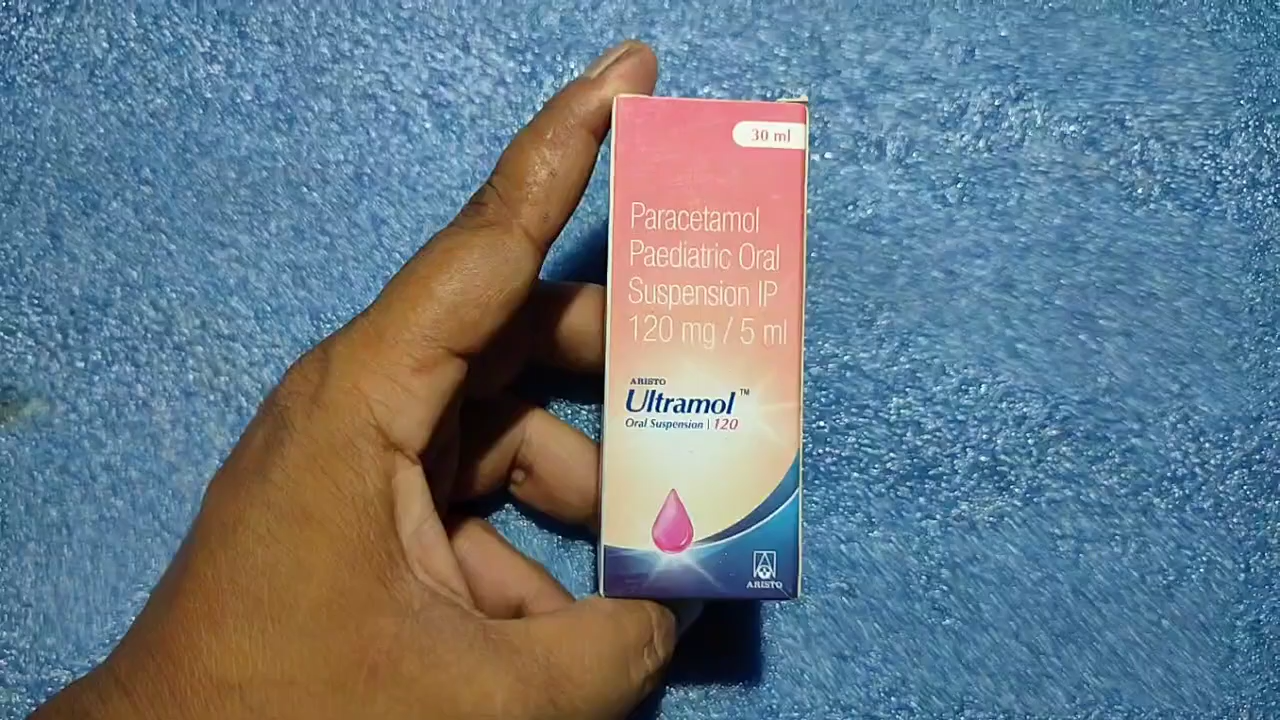 30 ml
Paracetamol
Paediatric Oral
Suspension IP
120 mg / 5 ml
ARISTO
Ultramol™
Oral Suspension | 120
ARISTO